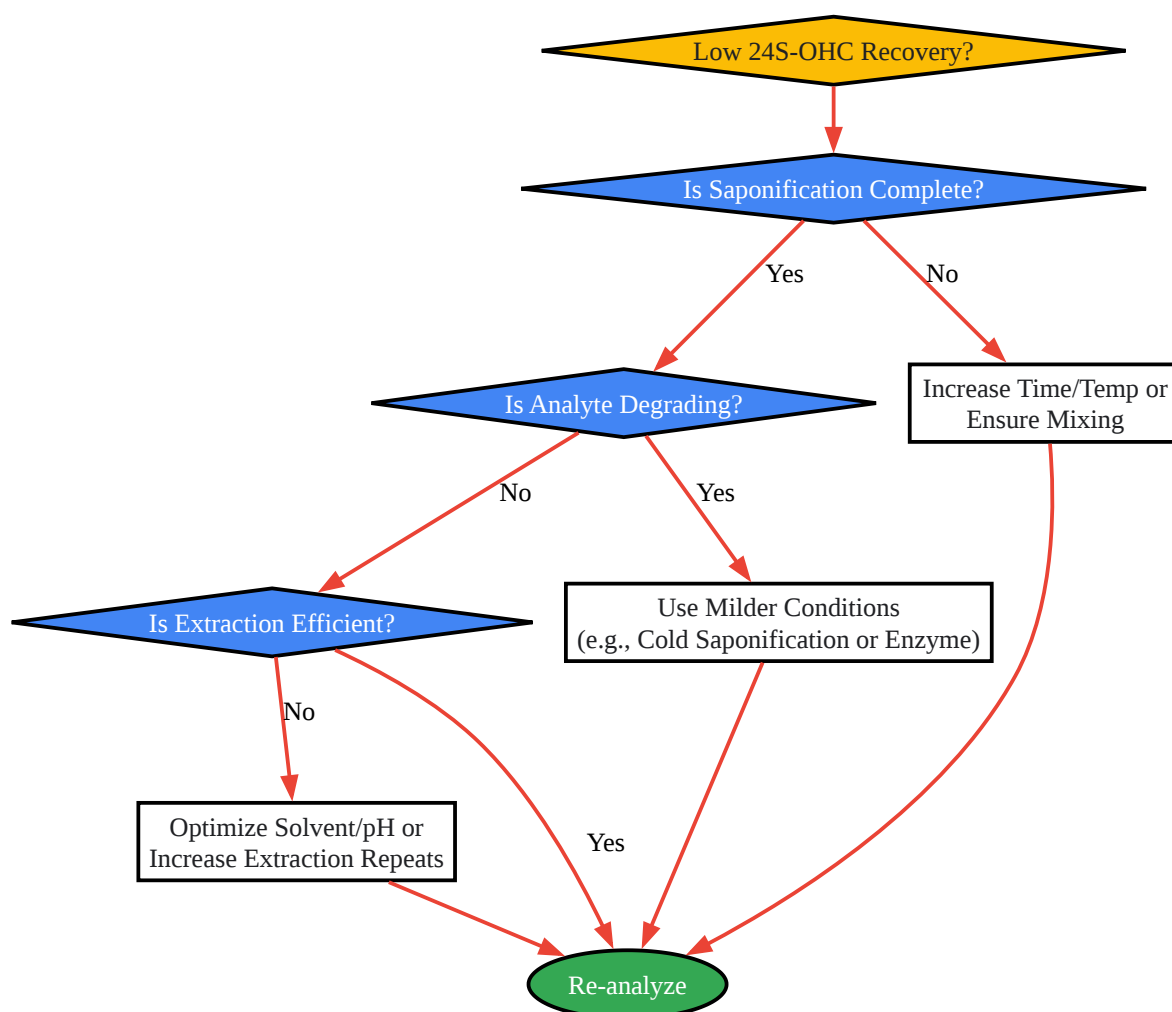 Low 24S-OHC Recovery?
Is Saponification Complete?
Yes
No
Increase Time/Temp or
Ensure Mixing
Is Analyte Degrading?
No
Yes
Is Extraction Efficient?
Use Milder Conditions
(e.g., Cold Saponification or Enzyme)
No
Optimize Solvent/pH or
Increase Extraction Repeats
Yes
Re-analyze